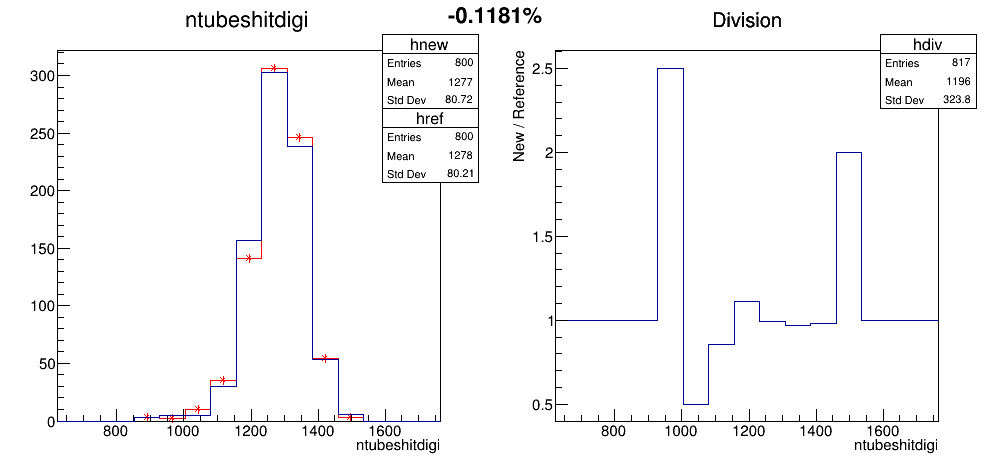 -0.1181%
ntubeshitdigi
hnew
Entries 800
Mean 1277
Std Dev 80.72
href
Entries 800
Mean 1278
Std Dev 80.21
300
250
200
150
100
50
0
800 1000 1200 1400 1600
ntubeshitdigi
Division
hdiv
Entries 817
Mean 1196
Std Dev 323.8
New / Reference
2.5
2
1.5
1
0.5
800 1000 1200 1400 1600
ntubeshitdigi